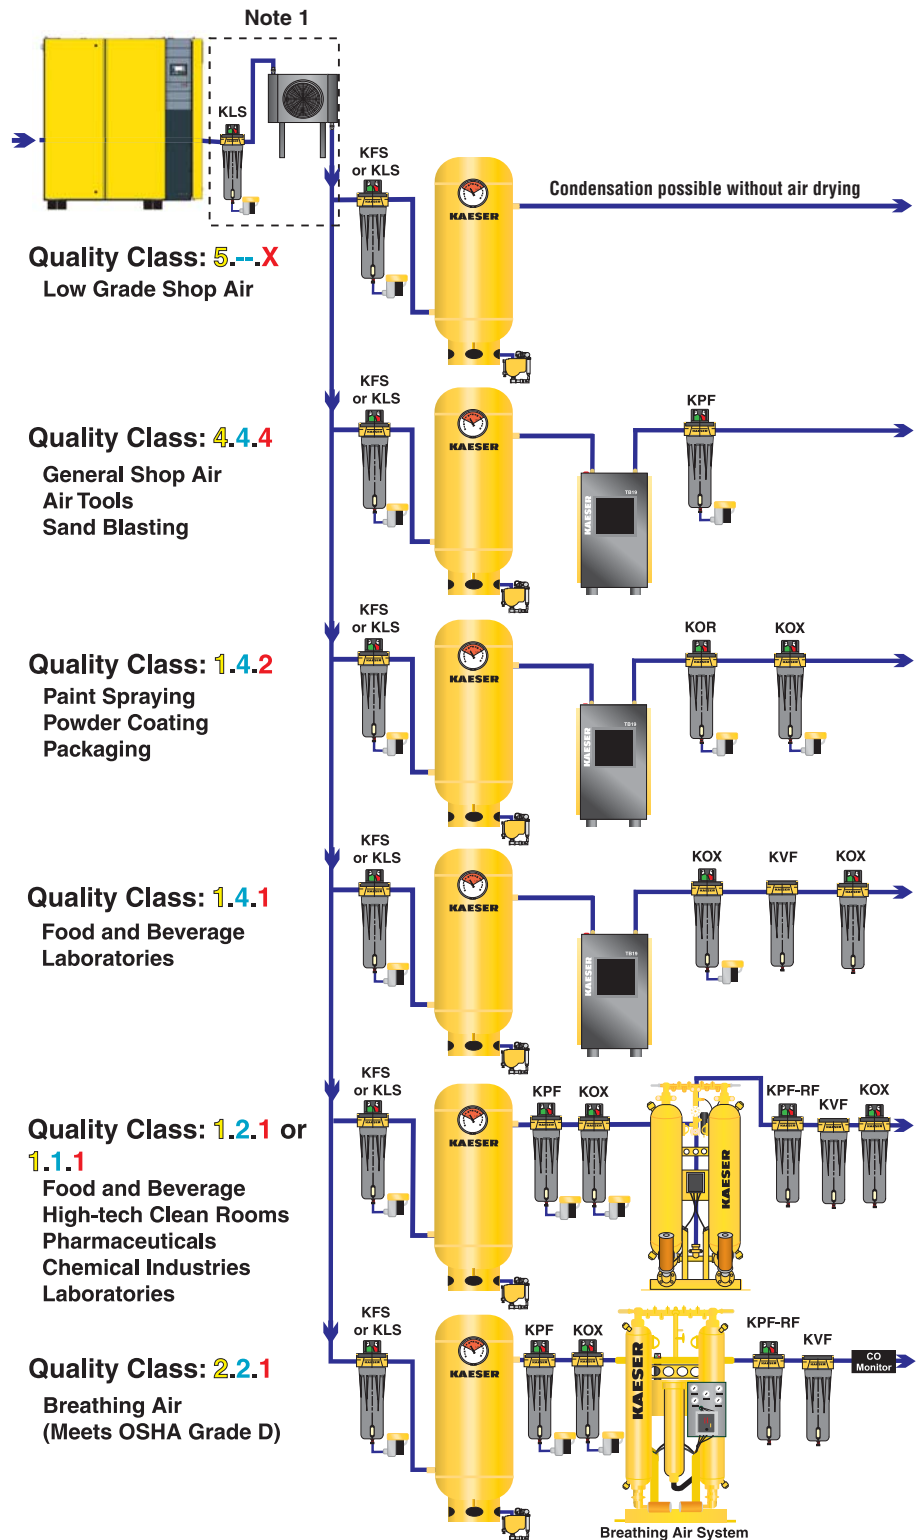 Note 1
KLS
KFS
or KLS
KAESER
Condensation possible without air drying
Quality Class: 5.--.X
Low Grade Shop Air
KFS
or KLS
KAESER
KAESER
TB19
KPF
Quality Class: 4.4.4
General Shop Air
Air Tools
Sand Blasting
KFS
or KLS
KAESER
KAESER
TB19
KOR
KOX
Quality Class: 1.4.2
Paint Spraying
Powder Coating
Packaging
KFS
or KLS
KAESER
KAESER
TB19
KOX
KVF
KOX
Quality Class: 1.4.1
Food and Beverage
Laboratories
KFS
or KLS
KAESER
KPF
KOX
KAESER
KPF-RF
KVF
KOX
Quality Class: 1.2.1 or
1.1.1
Food and Beverage
High-tech Clean Rooms
Pharmaceuticals
Chemical Industries
Laboratories
KFS
or KLS
KAESER
KPF
KOX
KAESER
KPF-RF
KVF
CO
Monitor
Quality Class: 2.2.1
Breathing Air
(Meets OSHA Grade D)
Breathing Air System